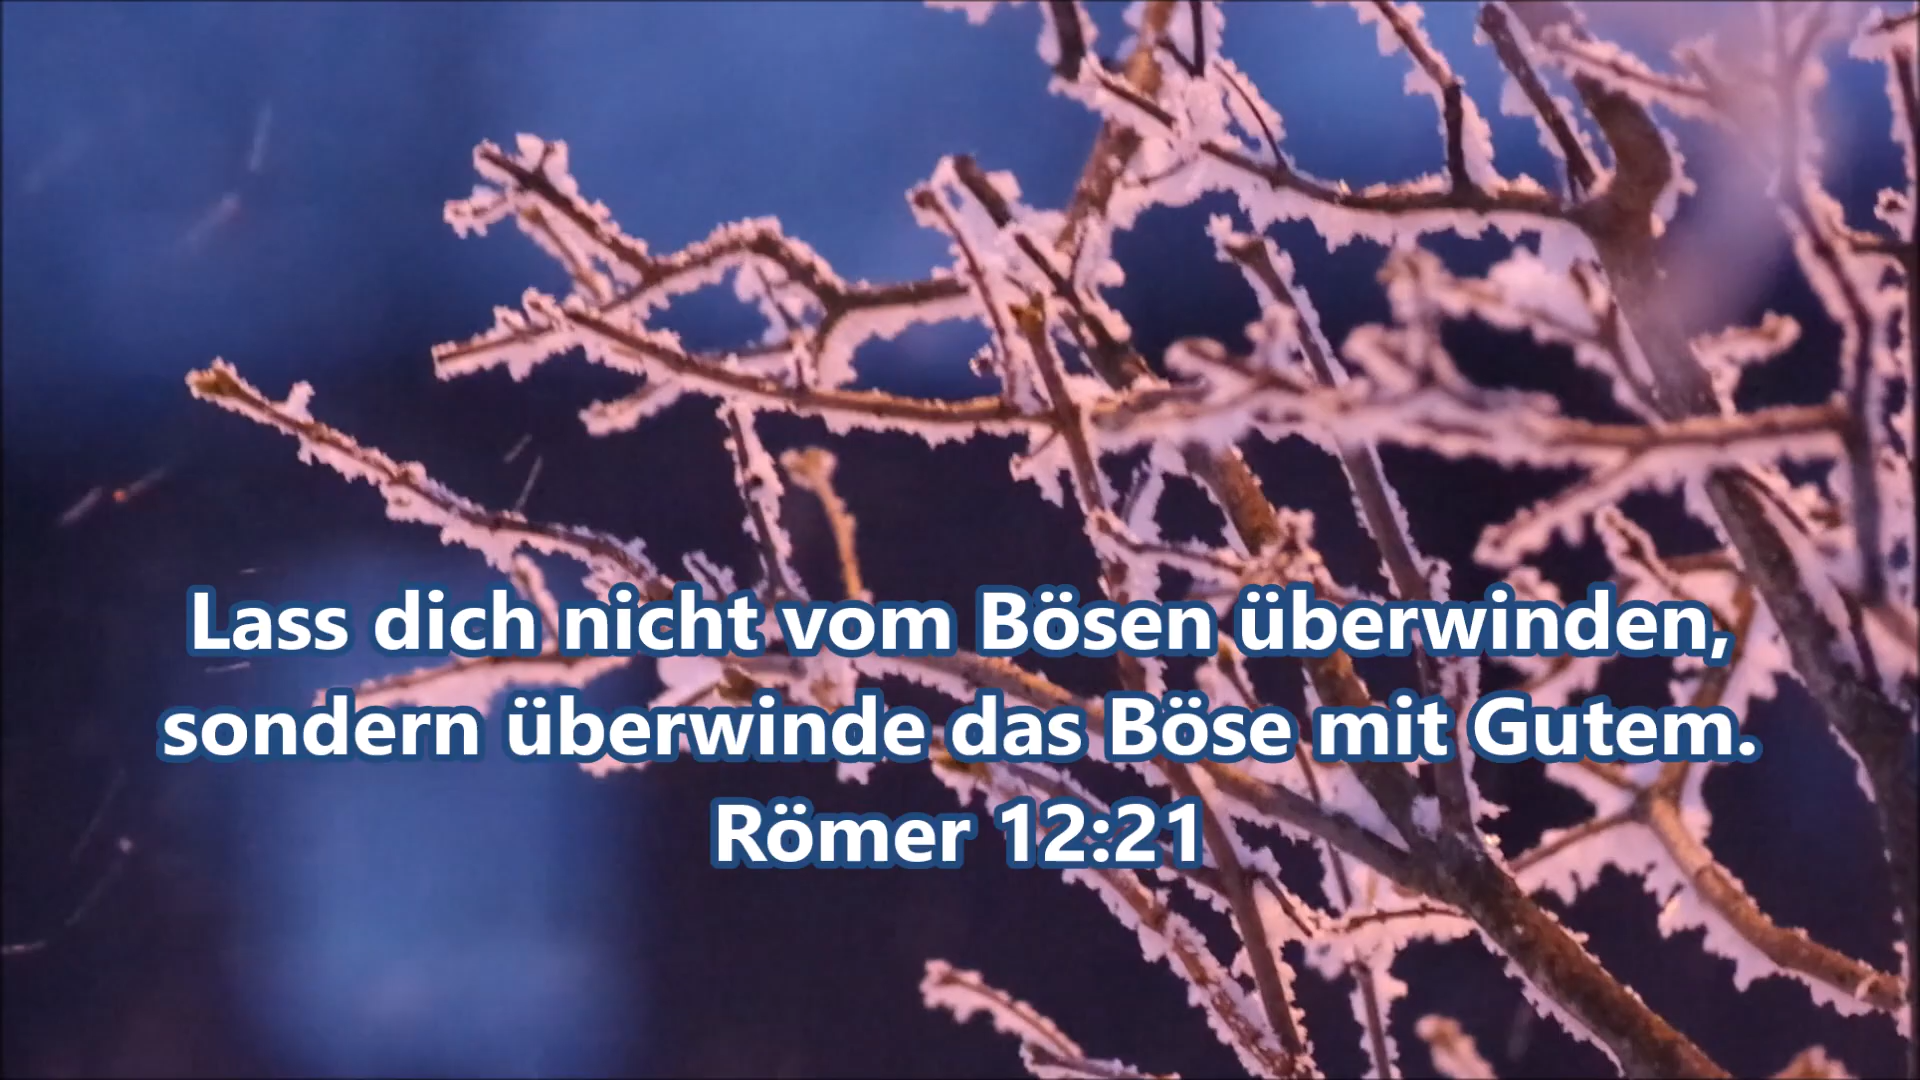 Lass dich nicht vom Bösen überwinden,
sondern überwinde das Böse mit Gutem.
Römer 12:21